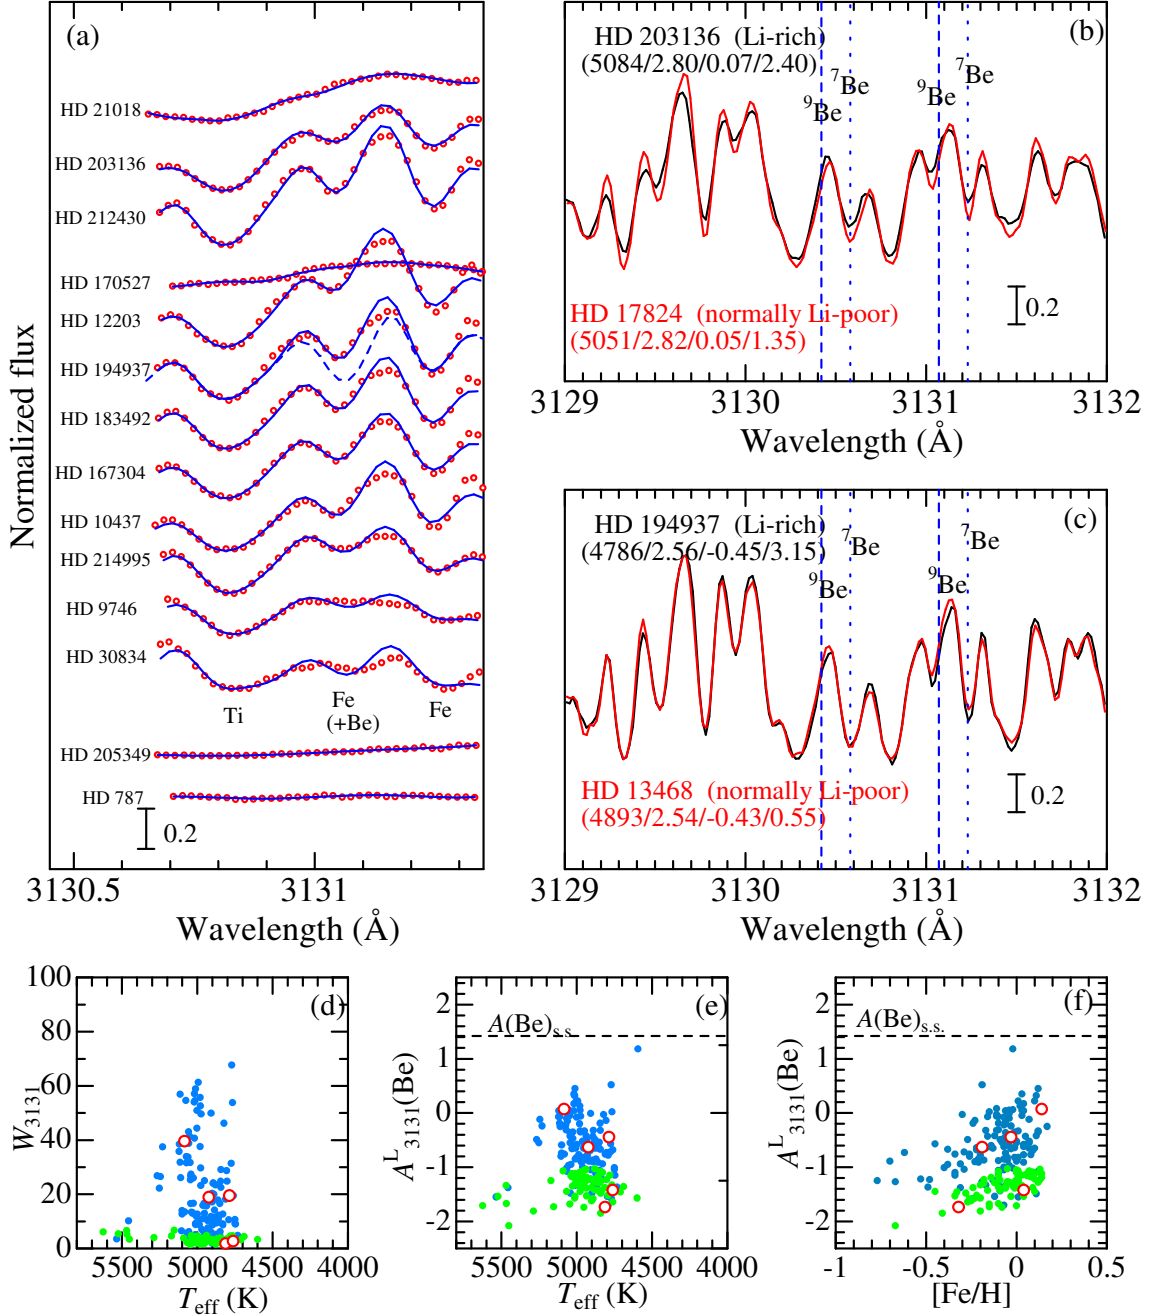 (a)
HD 21018
HD 203136
HD 212430
HD 170527
HD 12203
HD 194937
HD 183492
HD 167304
HD 10437
HD 214995
HD 9746
HD 30834
Ti
Fe
(+Be)
Fe
HD 205349
HD 787
0.2
3130.5
3131
Wavelength (Å)
Normalized flux
(b)
HD 203136 (Li-rich)
(5084/2.80/0.07/2.40)
⁹Be
⁷Be
⁹Be
⁷Be
HD 17824 (normally Li-poor)
(5051/2.82/0.05/1.35)
0.2
3129
3130
3131
3132
Wavelength (Å)
(c)
HD 194937 (Li-rich)
(4786/2.56/-0.45/3.15)
⁷Be
⁹Be
⁷Be
⁹Be
HD 13468 (normally Li-poor)
(4893/2.54/-0.43/0.55)
0.2
3129
3130
3131
3132
Wavelength (Å)
(d)
100
80
60
40
20
0
W₃₁₃₁
5500 5000 4500 4000
T_eff (K)
(e)
A(Be)s.s.
2
1
0
-1
-2
A^L_3131(Be)
5500 5000 4500 4000
T_eff (K)
(f)
A(Be)s.s.
2
1
0
-1
-2
A^L_3131(Be)
-1 -0.5 0 0.5
[Fe/H]